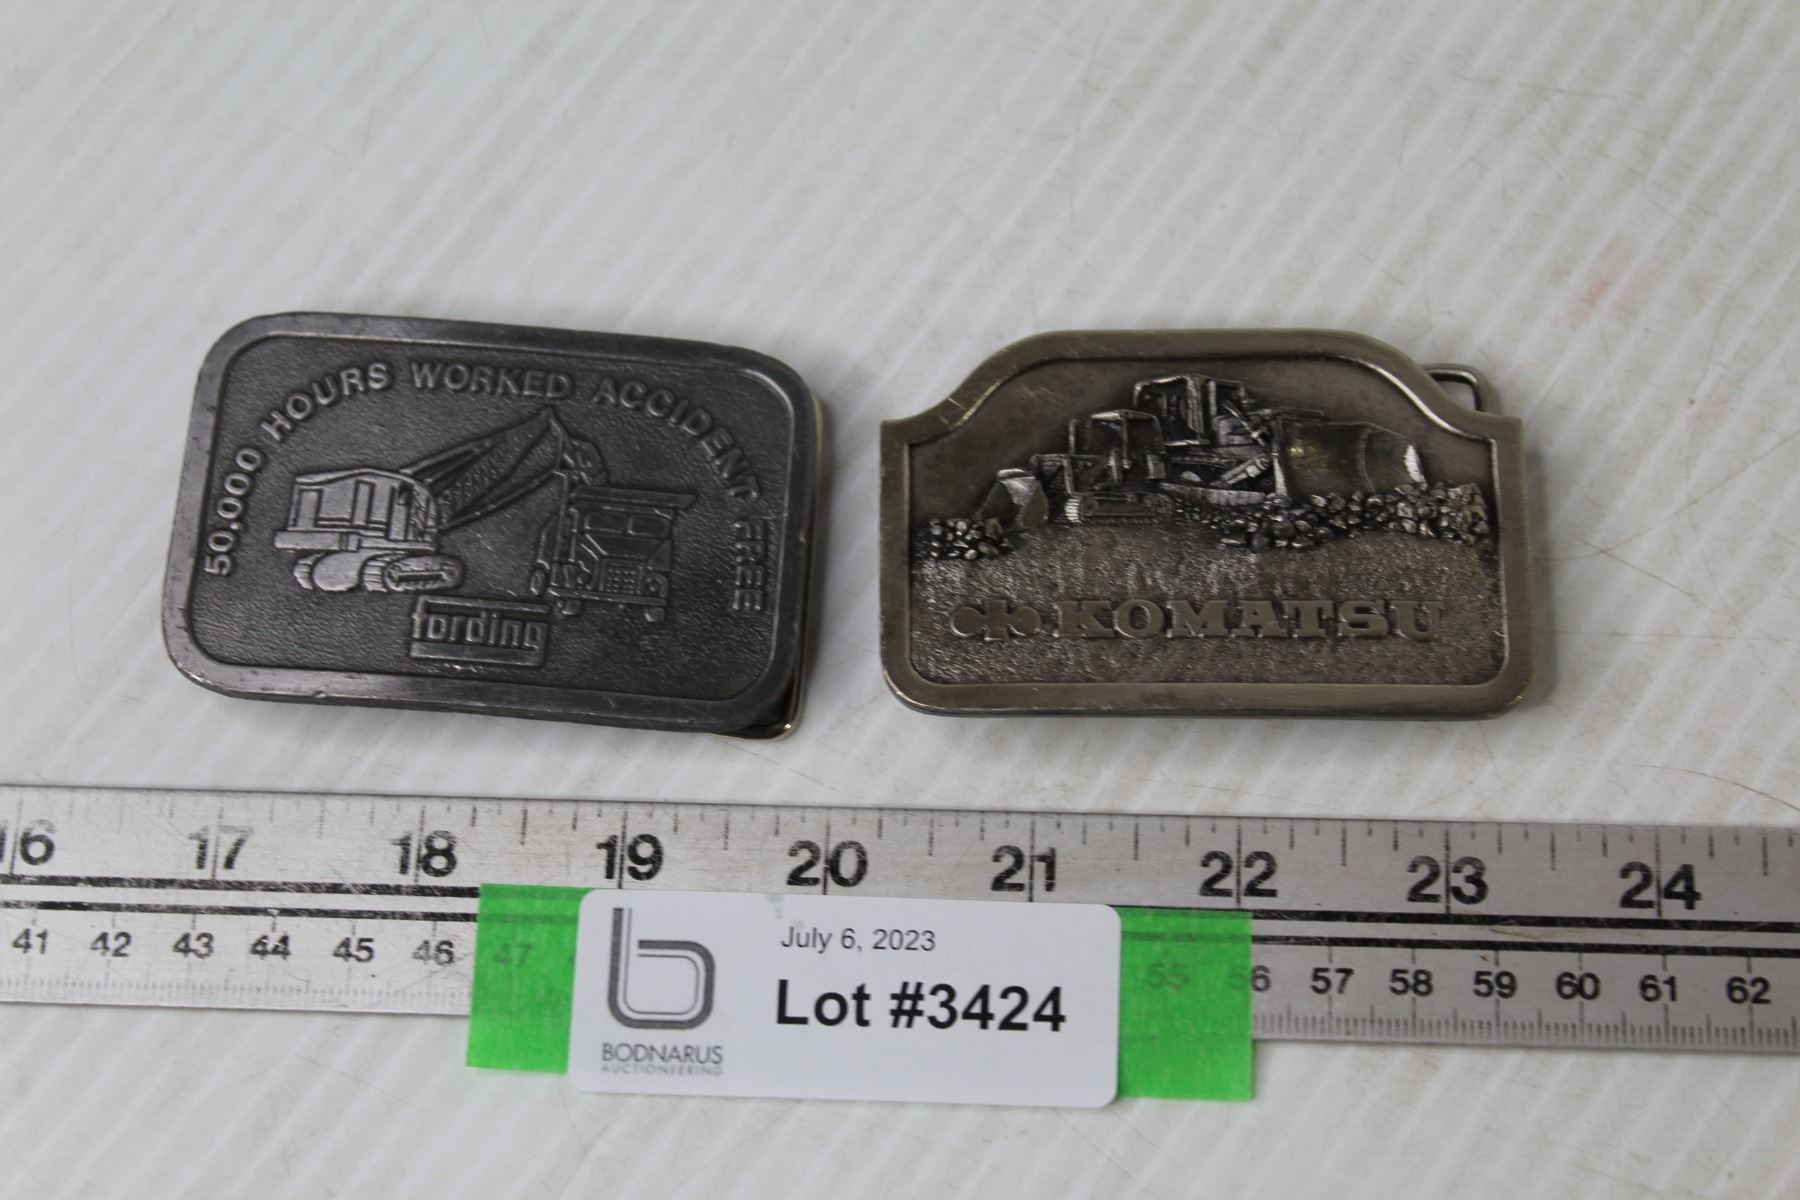 50.000 HOURS WORKED ACCIDENT FREE
fording
KOMATSU
16 17 18 19 20 21 22 23 24
41 42 43 44 45 46 47 55 56 57 58 59 60 61 62
July 6, 2023
Lot #3424
b
BODNARUS
AUCTIONEERING